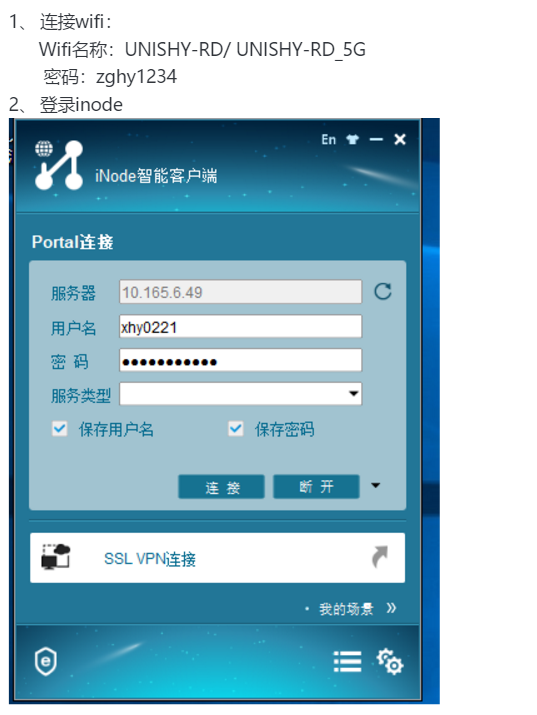 1、 连接wifi：
Wifi名称：UNISHY-RD/ UNISHY-RD_5G
密码：zghy1234
2、 登录inode
En
iNode智能客户端
Portal连接
服务器 10.165.6.49
用户名 xhy0221
密 码 ●●●●●●●●●●●
服务类型
保存用户名 保存密码
连 接 断 开
SSL VPN连接
· 我的场景 »
e